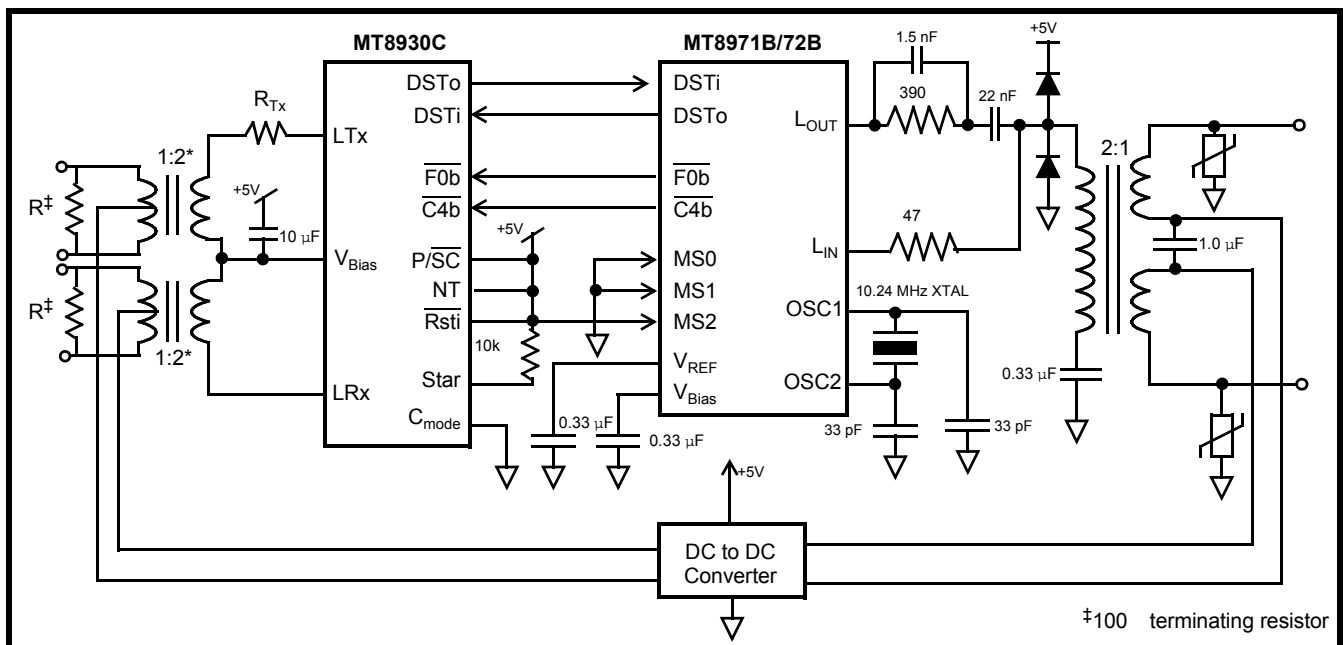 MT8930C
MT8971B/72B
1.5 nF
+5V
DSTo
DSTi
390
22 nF
R_Tx
DSTi
DSTo
L_OUT
LTx
1:2*
2:1
F0b
F0b
+5V
R‡
C4b
C4b
+5V
47
10 μF
1.0 μF
V_Bias
P/SC
MS0
L_IN
NT
MS1
10.24 MHz XTAL
R‡
Rsti
MS2
OSC1
1:2*
10k
V_REF
0.33 μF
Star
OSC2
LRx
V_Bias
C_mode
0.33 μF
33 pF
33 pF
0.33 μF
+5V
DC to DC
Converter
‡100 terminating resistor